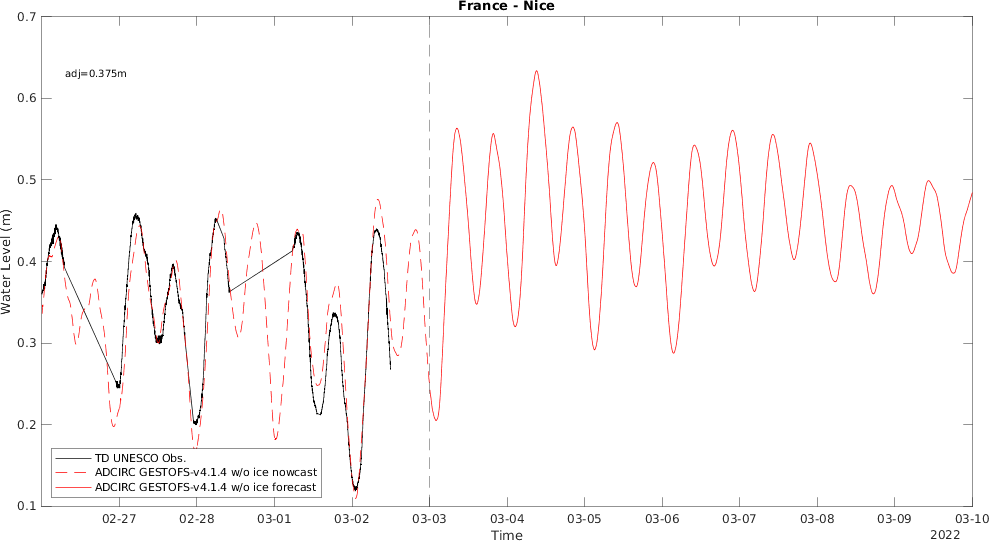 France - Nice
0.7
0.6
0.5
0.4
0.3
0.2
0.1
Water Level (m)
adj=0.375m
TD UNESCO Obs.
ADCIRC GESTOFS-v4.1.4 w/o ice nowcast
ADCIRC GESTOFS-v4.1.4 w/o ice forecast
02-27 02-28 03-01 03-02 03-03 03-04 03-05 03-06 03-07 03-08 03-09 03-10
Time
2022